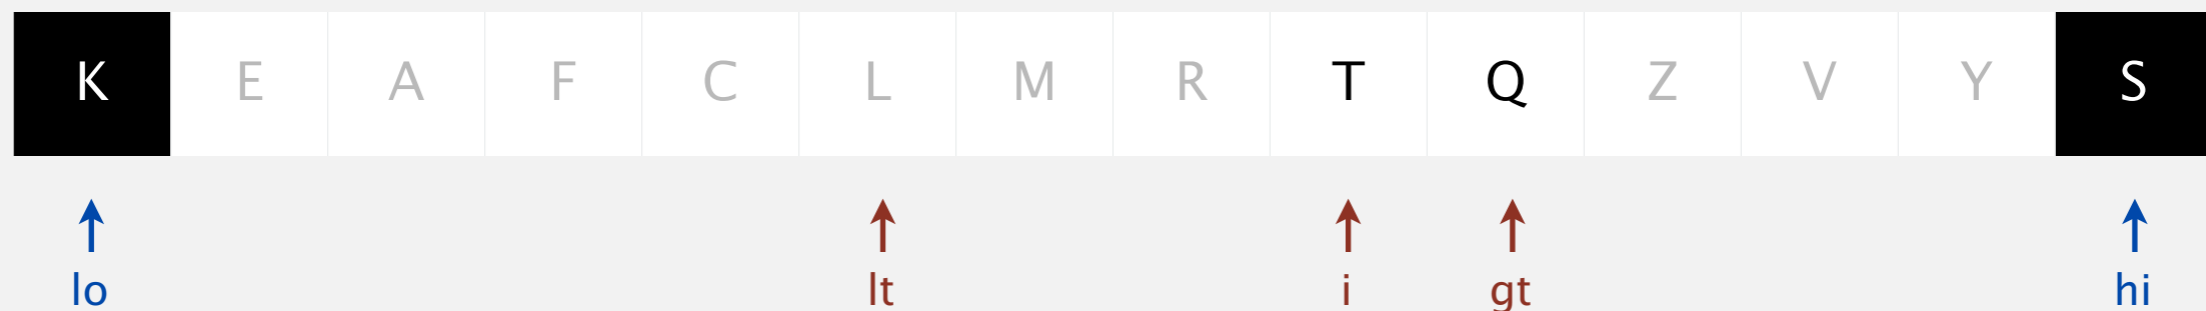 K E A F C L M R T Q Z V Y S
lo lt i gt hi